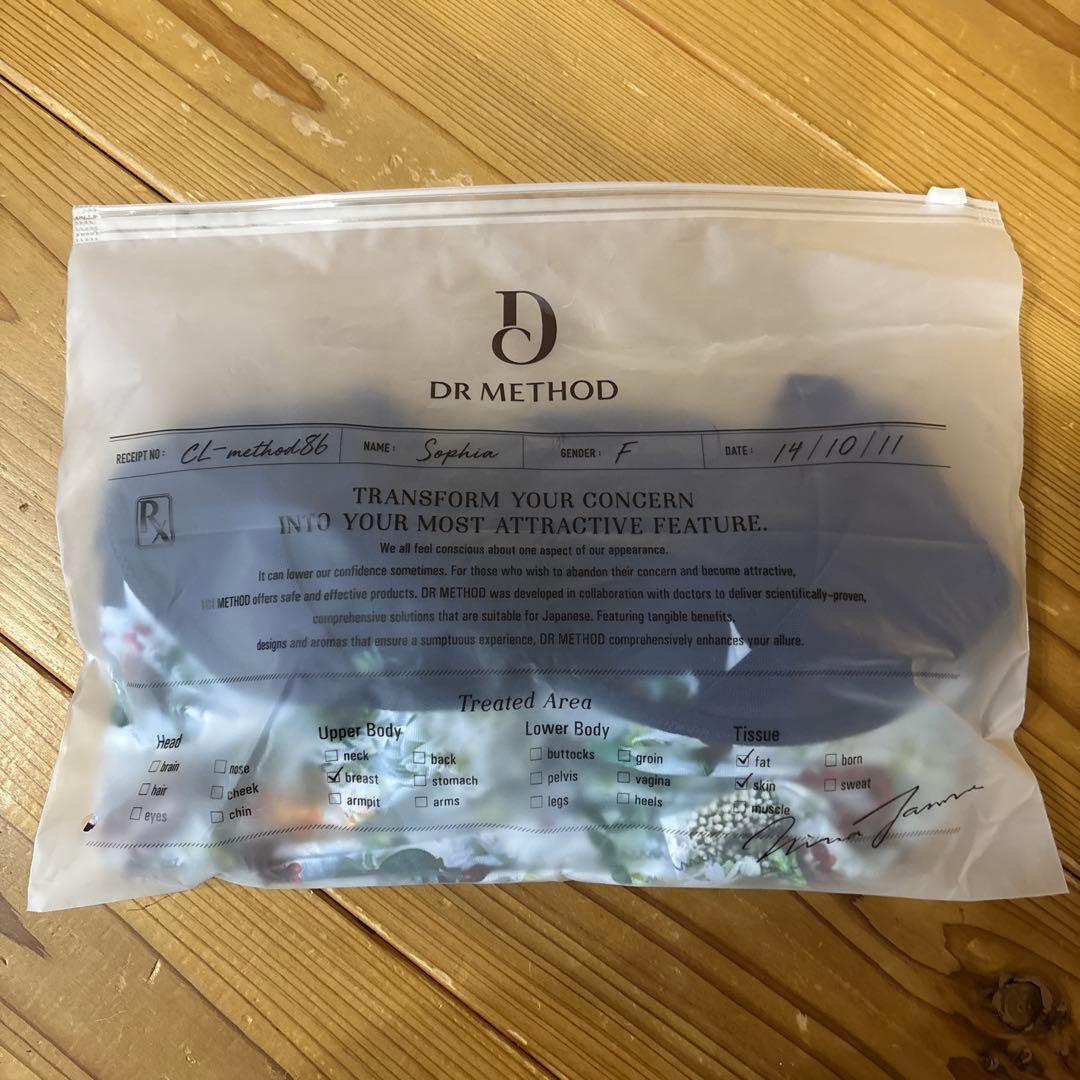 DR METHOD
RECEIPT NO : CL-method86 NAME : Sophia GENDER : F DATE : 14/10/11
Rx
TRANSFORM YOUR CONCERN
INTO YOUR MOST ATTRACTIVE FEATURE.
We all feel conscious about one aspect of our appearance.
It can lower our confidence sometimes. For those who wish to abandon their concern and become attractive,
METHOD offers safe and effective products. DR METHOD was developed in collaboration with doctors to deliver scientifically-proven,
comprehensive solutions that are suitable for Japanese. Featuring tangible benefits,
designs and aromas that ensure a sumptuous experience, DR METHOD comprehensively enhances your allure.
Treated Area
Head
brain nose
hair cheek
eyes chin
Upper Body
neck back
breast stomach
armpit arms
Lower Body
buttocks groin
pelvis vagina
legs heels
Tissue
fat born
skin sweat
muscle